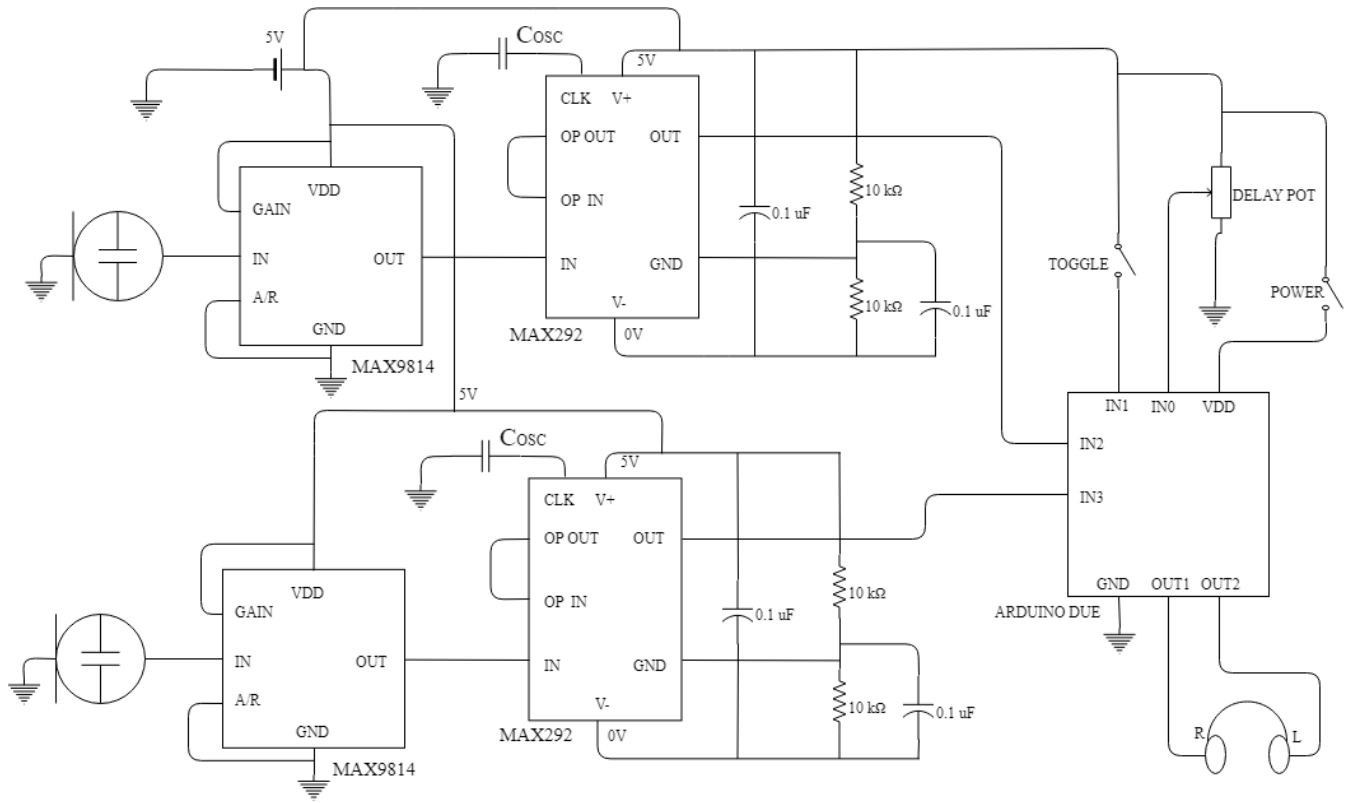 5V
Cosc
5V
CLK V+
OP OUT OUT
OP IN
IN GND
V-
0V
MAX292
VDD
GAIN
IN OUT
A/R
GND
MAX9814
0.1 uF
10 kΩ
10 kΩ
0.1 uF
TOGGLE
DELAY POT
POWER
5V
Cosc
5V
CLK V+
OP OUT OUT
OP IN
IN GND
V-
0V
MAX292
VDD
GAIN
IN OUT
A/R
GND
MAX9814
0.1 uF
10 kΩ
10 kΩ
0.1 uF
IN1 IN0 VDD
IN2
IN3
GND OUT1 OUT2
ARDUINO DUE
R L